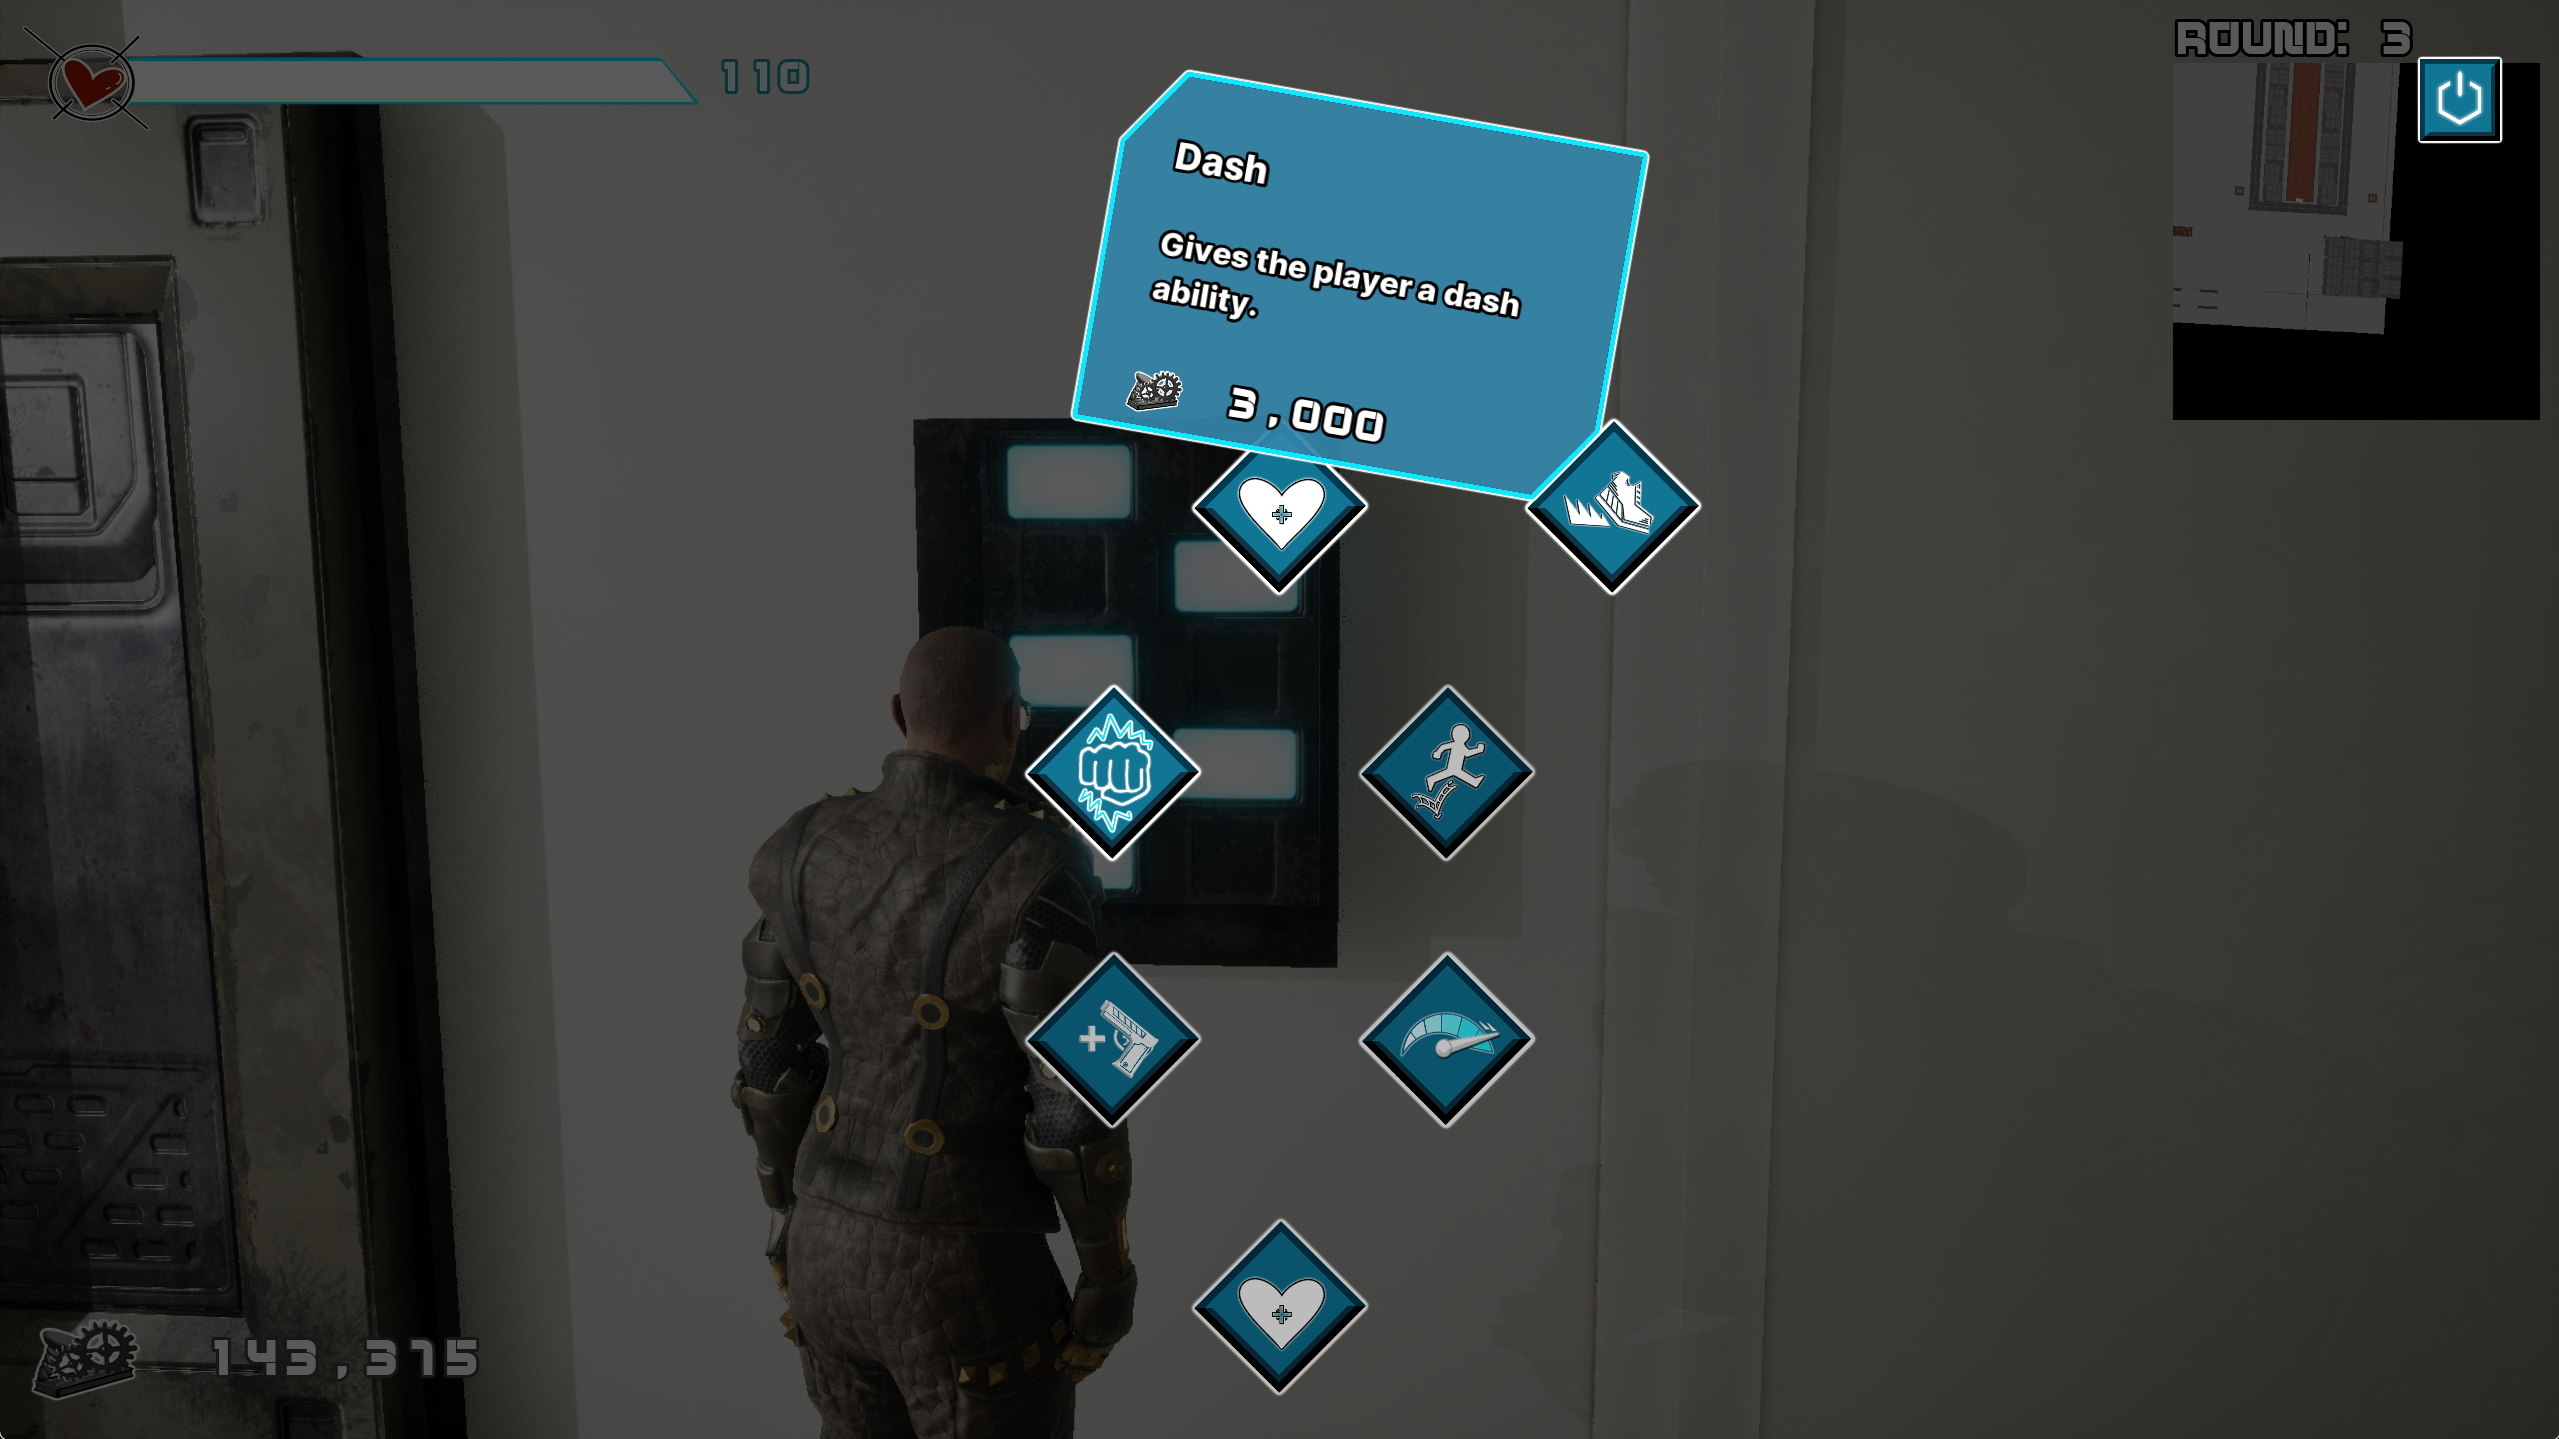 110
ROUND: 3
Dash
Gives the player a dash
ability.
3,000
143,315